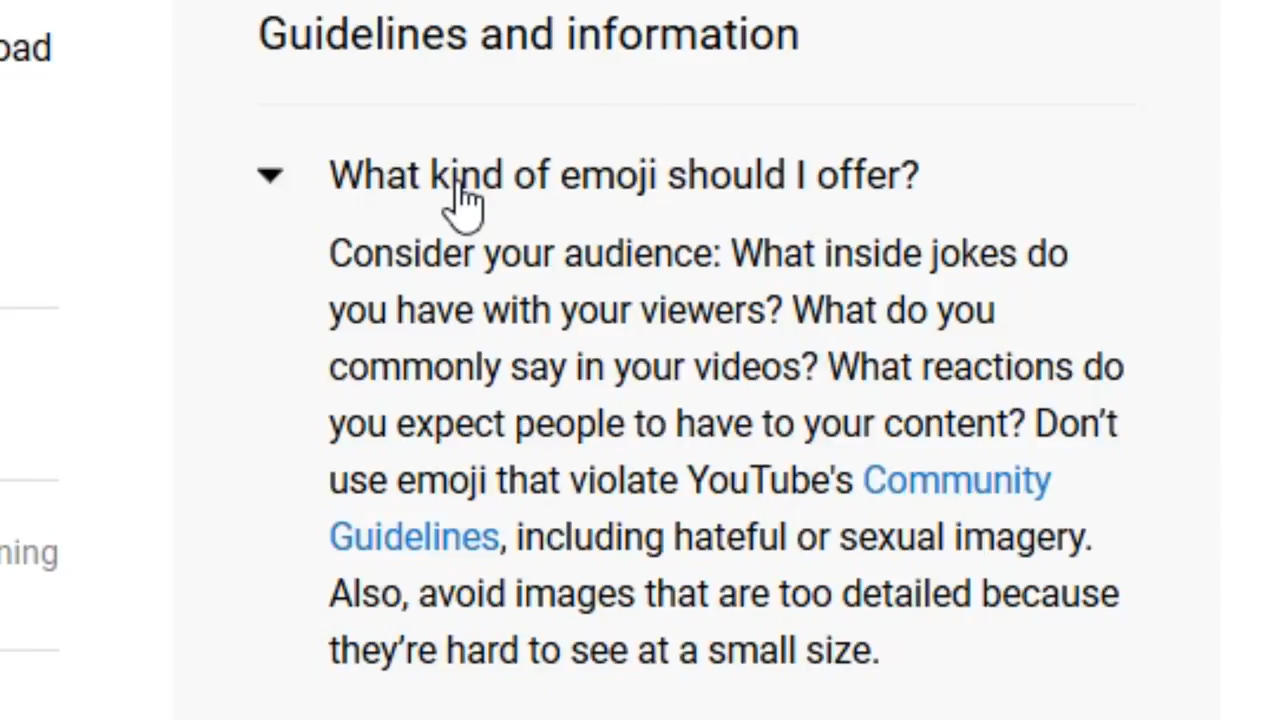 Guidelines and information
oad
What kind of emoji should I offer?
Consider your audience: What inside jokes do
you have with your viewers? What do you
commonly say in your videos? What reactions do
you expect people to have to your content? Don’t
use emoji that violate YouTube's Community
Guidelines, including hateful or sexual imagery.
ning
Also, avoid images that are too detailed because
they’re hard to see at a small size.